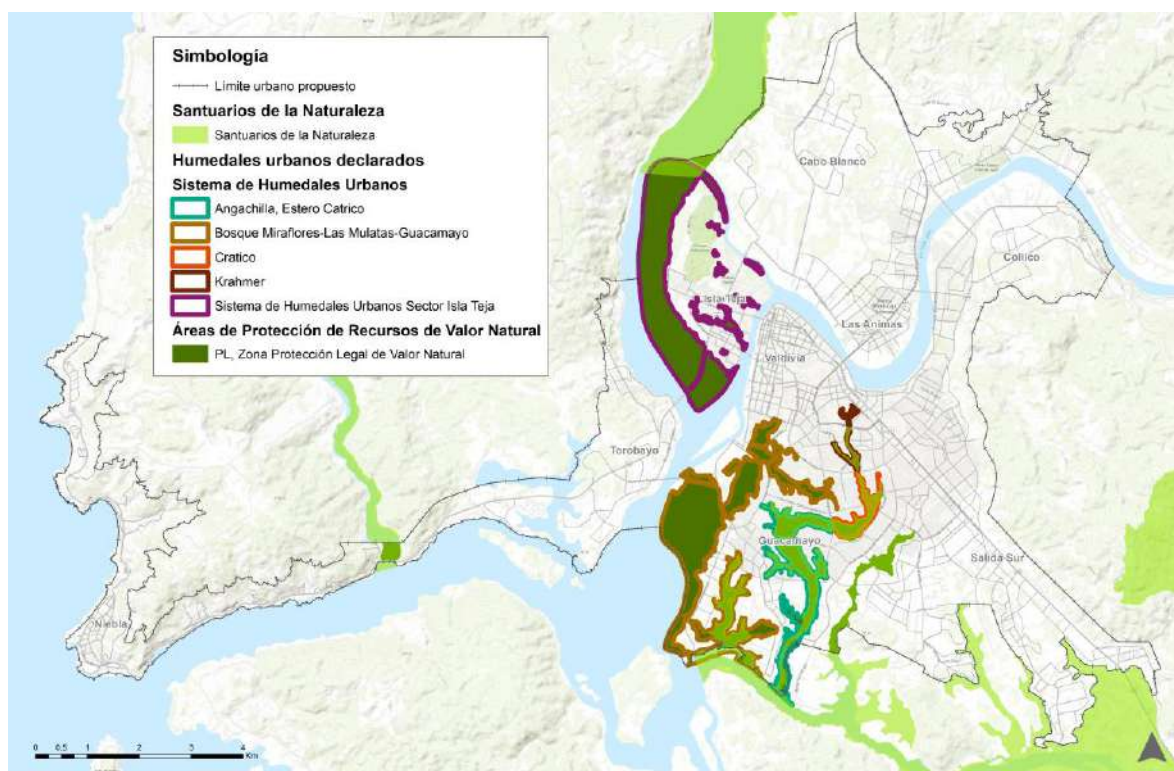 Simbología
Límite urbano propuesto
Santuarios de la Naturaleza
Santuarios de la Naturaleza
Humedales urbanos declarados
Sistema de Humedales Urbanos
Angachilla, Estero Catrico
Bosque Miraflores-Las Mulatas-Guacamayo
Cratico
Krahmer
Sistema de Humedales Urbanos Sector Isla Teja
Áreas de Protección de Recursos de Valor Natural
PL, Zona Protección Legal de Valor Natural
Cabo Blanco
Collico
Isla Teja
Las Animas
Valdivia
Torobayo
Guacamayo
Salida Sur
Niebla
0 0,5 1 2 3 4
Km